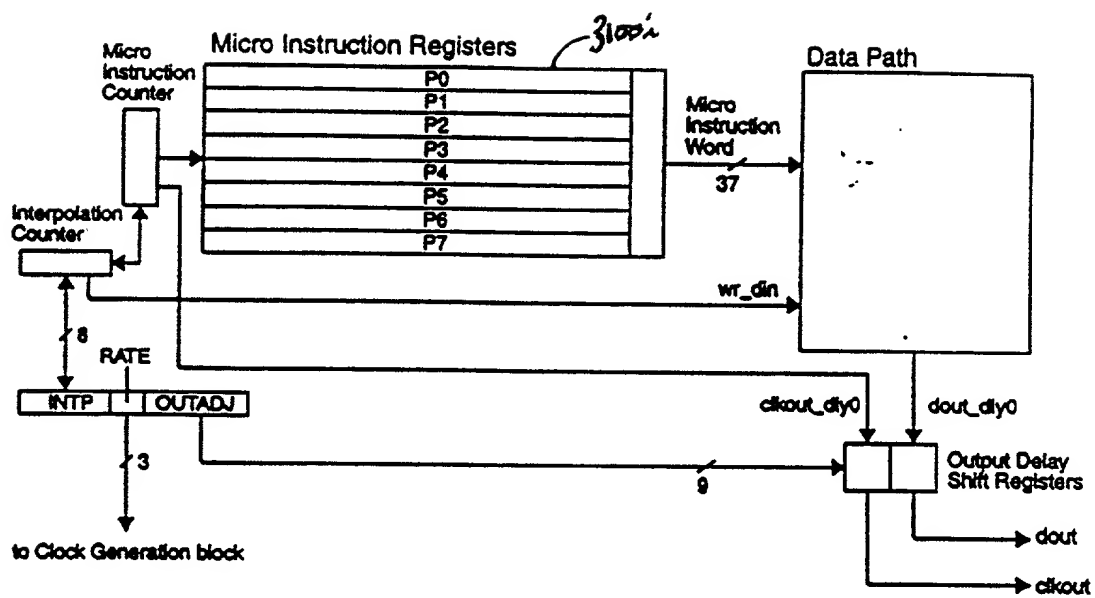 Micro
Instruction
Counter
Micro Instruction Registers
3100i
Data Path
P0
P1
P2
P3
P4
P5
P6
P7
Micro
Instruction
Word
37
Interpolation
Counter
wr_din
8
RATE
INTP
OUTADJ
clkout_dly0
dout_dly0
3
9
Output Delay
Shift Registers
to Clock Generation block
dout
clkout